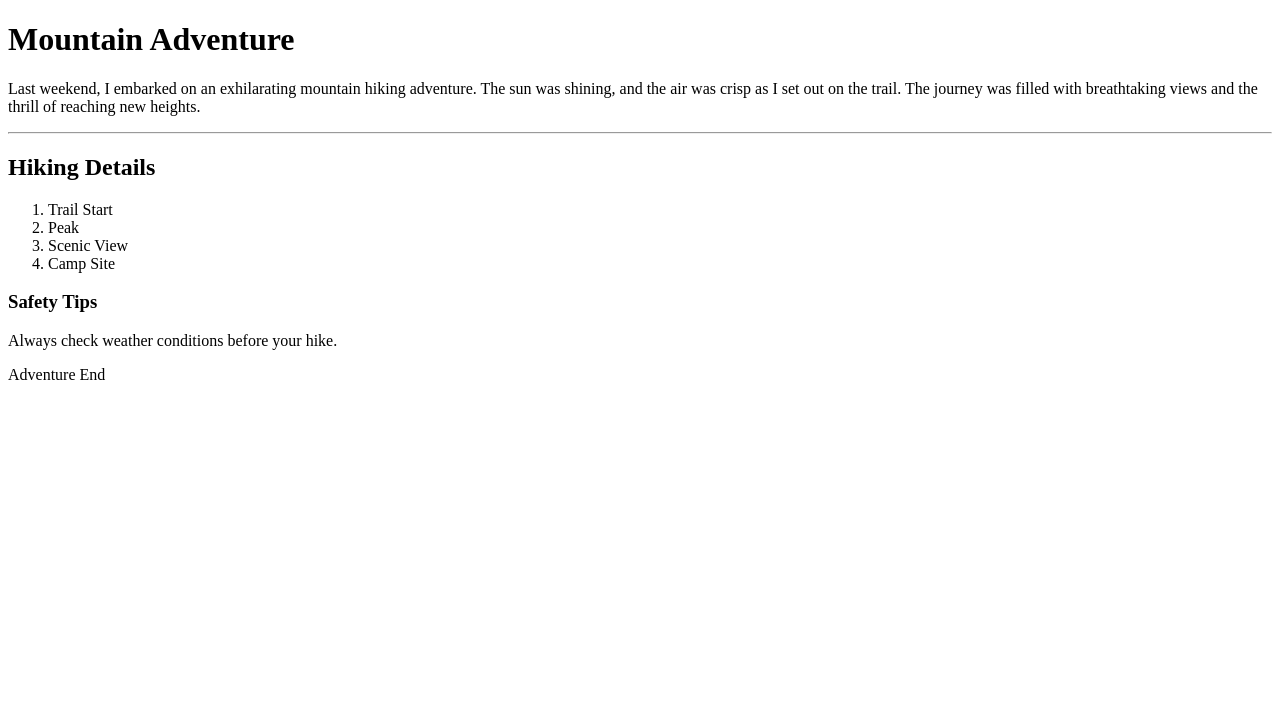 Mountain Adventure
Last weekend, I embarked on an exhilarating mountain hiking adventure. The sun was shining, and the air was crisp as I set out on the trail. The journey was filled with breathtaking views and the
thrill of reaching new heights.
Hiking Details
1. Trail Start
2. Peak
3. Scenic View
4. Camp Site
Safety Tips
Always check weather conditions before your hike.
Adventure End